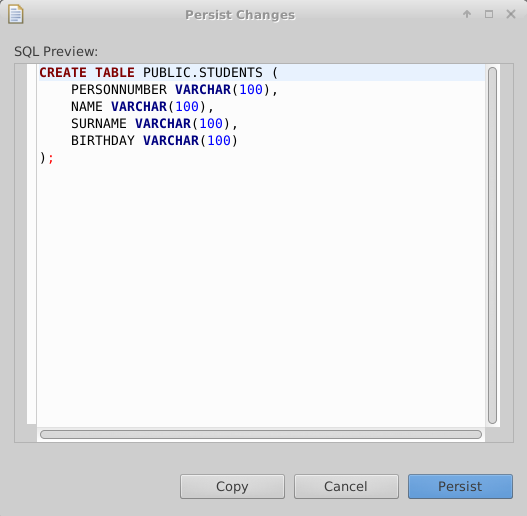 Persist Changes
SQL Preview:
CREATE TABLE PUBLIC.STUDENTS (
    PERSONNUMBER VARCHAR(100),
    NAME VARCHAR(100),
    SURNAME VARCHAR(100),
    BIRTHDAY VARCHAR(100)
);
Copy Cancel Persist